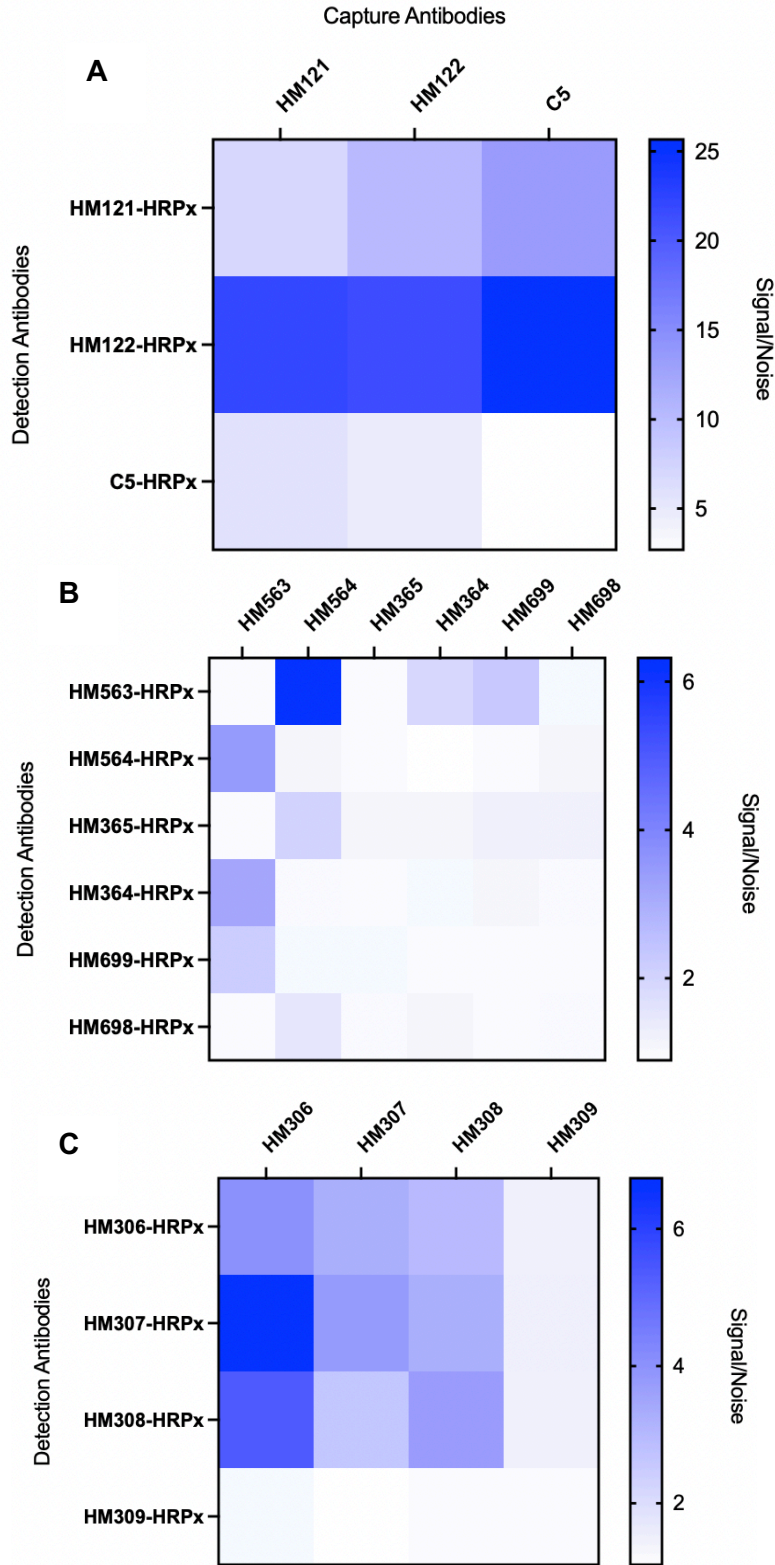 Capture Antibodies
A
HM121
HM122
C5
HM121-HRPx
HM122-HRPx
C5-HRPx
Detection Antibodies
25
20
15
10
5
Signal/Noise
B
HM563
HM564
HM365
HM364
HM699
HM698
HM563-HRPx
HM564-HRPx
HM365-HRPx
HM364-HRPx
HM699-HRPx
HM698-HRPx
Detection Antibodies
6
4
2
Signal/Noise
C
HM306
HM307
HM308
HM309
HM306-HRPx
HM307-HRPx
HM308-HRPx
HM309-HRPx
Detection Antibodies
6
4
2
Signal/Noise